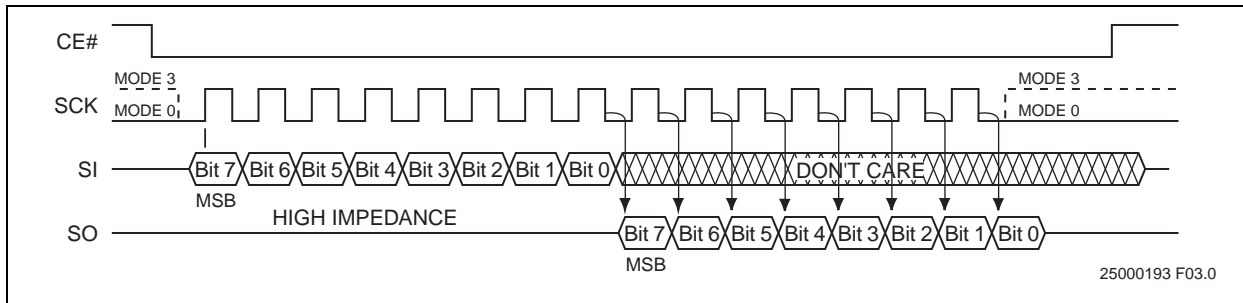 CE#
MODE 3 MODE 3
SCK MODE 0 MODE 0
SI Bit 7 Bit 6 Bit 5 Bit 4 Bit 3 Bit 2 Bit 1 Bit 0 DON'T CARE
MSB
HIGH IMPEDANCE
SO Bit 7 Bit 6 Bit 5 Bit 4 Bit 3 Bit 2 Bit 1 Bit 0
MSB
25000193 F03.0